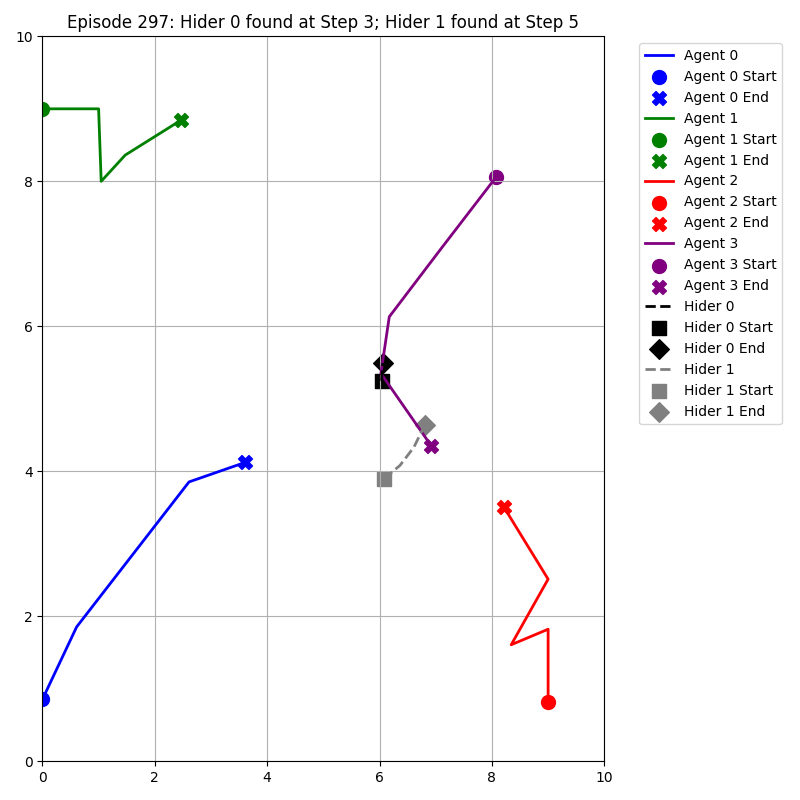 Episode 297: Hider 0 found at Step 3; Hider 1 found at Step 5
10
8
6
4
2
0
0 2 4 6 8 10
Agent 0
Agent 0 Start
Agent 0 End
Agent 1
Agent 1 Start
Agent 1 End
Agent 2
Agent 2 Start
Agent 2 End
Agent 3
Agent 3 Start
Agent 3 End
Hider 0
Hider 0 Start
Hider 0 End
Hider 1
Hider 1 Start
Hider 1 End